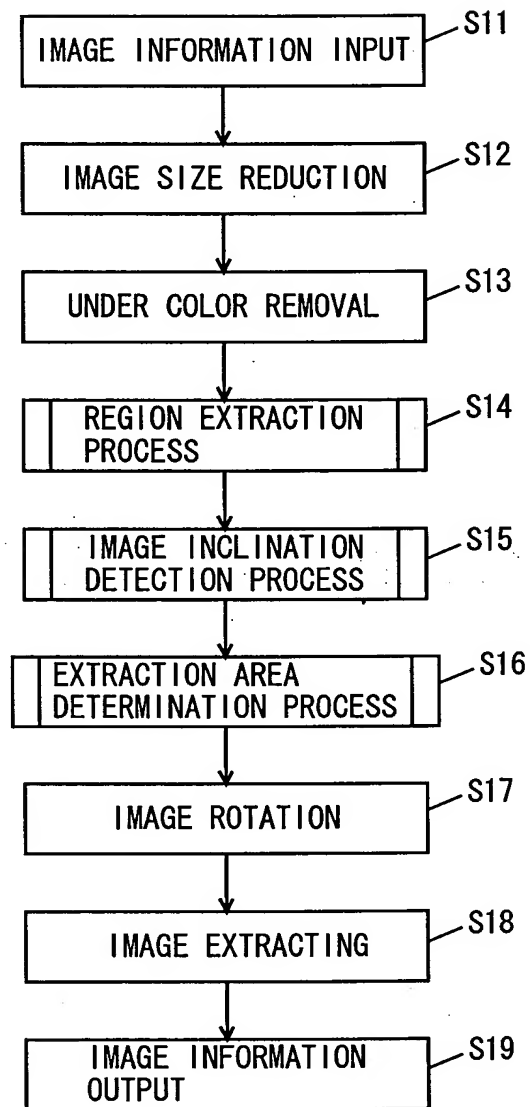 S11
IMAGE INFORMATION INPUT
S12
IMAGE SIZE REDUCTION
S13
UNDER COLOR REMOVAL
S14
REGION EXTRACTION
PROCESS
S15
IMAGE INCLINATION
DETECTION PROCESS
S16
EXTRACTION AREA
DETERMINATION PROCESS
S17
IMAGE ROTATION
S18
IMAGE EXTRACTING
S19
IMAGE INFORMATION
OUTPUT